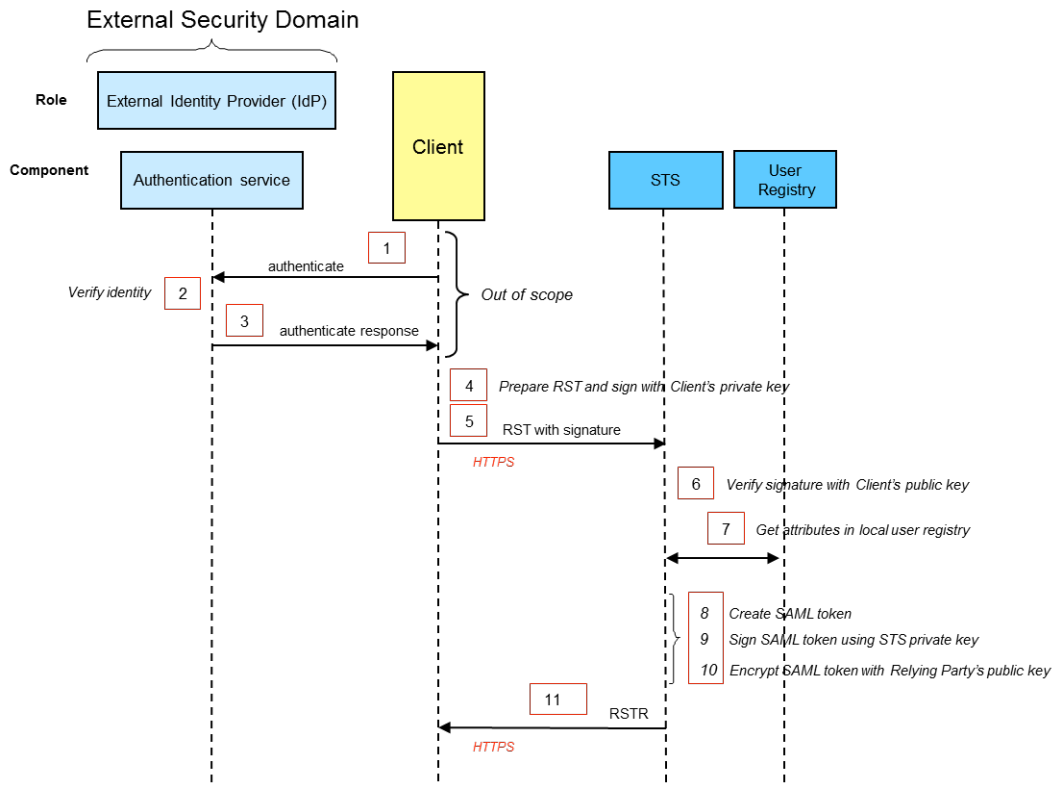 External Security Domain
Role
External Identity Provider (IdP)
Client
Component
Authentication service
STS
User
Registry
1
authenticate
Verify identity
2
Out of scope
3
authenticate response
4
Prepare RST and sign with Client's private key
5
RST with signature
HTTPS
6
Verify signature with Client's public key
7
Get attributes in local user registry
8 Create SAML token
9 Sign SAML token using STS private key
10 Encrypt SAML token with Relying Party's public key
11
RSTR
HTTPS